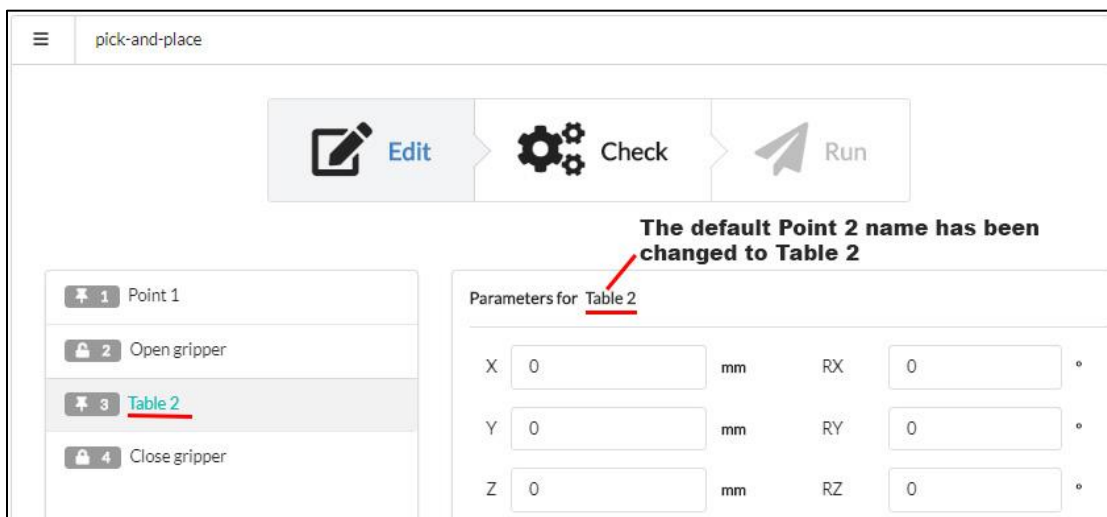 pick-and-place
Edit
Check
Run
The default Point 2 name has been
changed to Table 2
1 Point 1
2 Open gripper
3 Table 2
4 Close gripper
Parameters for Table 2
X 0 mm RX 0 °
Y 0 mm RY 0 °
Z 0 mm RZ 0 °